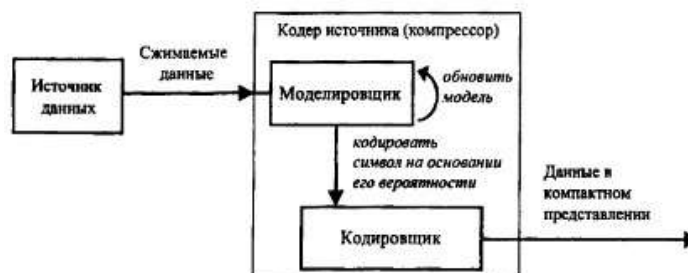 Кодер источника (компрессор)
Сжимаемые
данные
Источник
данных
Моделировщик
обновить
модель
кодировать
символ на основании
его вероятности
Данные в
компактном
представлении
Кодировщик